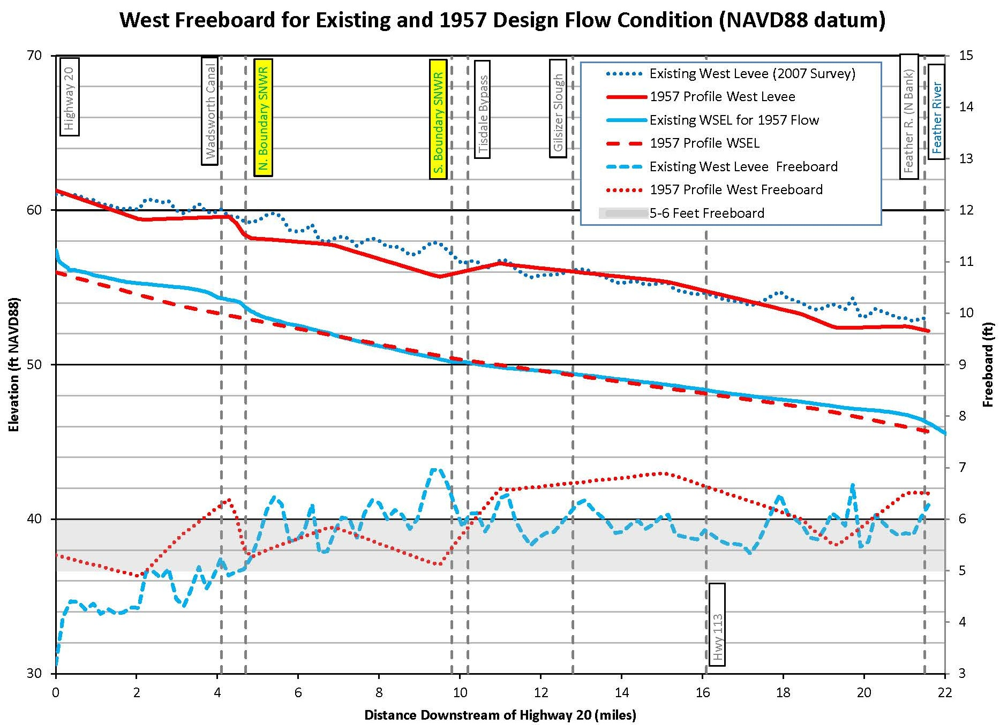 West Freeboard for Existing and 1957 Design Flow Condition (NAVD88 datum)
Highway 20
Wadsworth Canal
N. Boundary SNWR
S. Boundary SNWR
Tisdale Bypass
Gilsizer Slough
Feather R. (N Bank)
Feather River
Hwy 113
Existing West Levee (2007 Survey)
1957 Profile West Levee
Existing WSEL for 1957 Flow
1957 Profile WSEL
Existing West Levee  Freeboard
1957 Profile West Freeboard
5-6 Feet Freeboard
Elevation (ft NAVD88)
70
60
50
40
30
Freeboard (ft)
15
14
13
12
11
10
9
8
7
6
5
4
3
0 2 4 6 8 10 12 14 16 18 20 22
Distance Downstream of Highway 20 (miles)